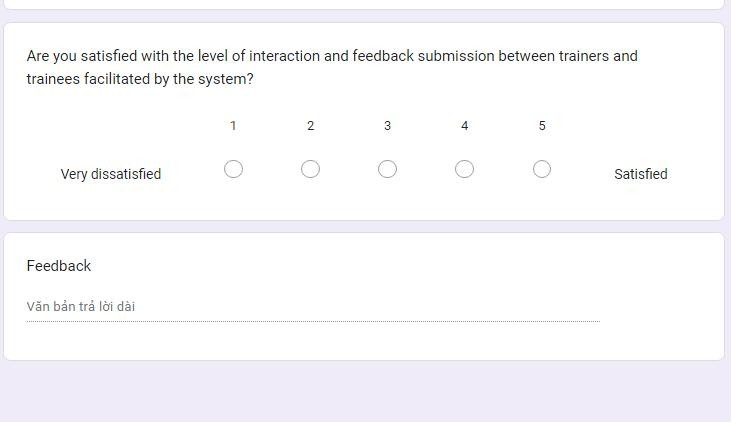 Are you satisfied with the level of interaction and feedback submission between trainers and
trainees facilitated by the system?
1 2 3 4 5
Very dissatisfied Satisfied
Feedback
Văn bản trả lời dài